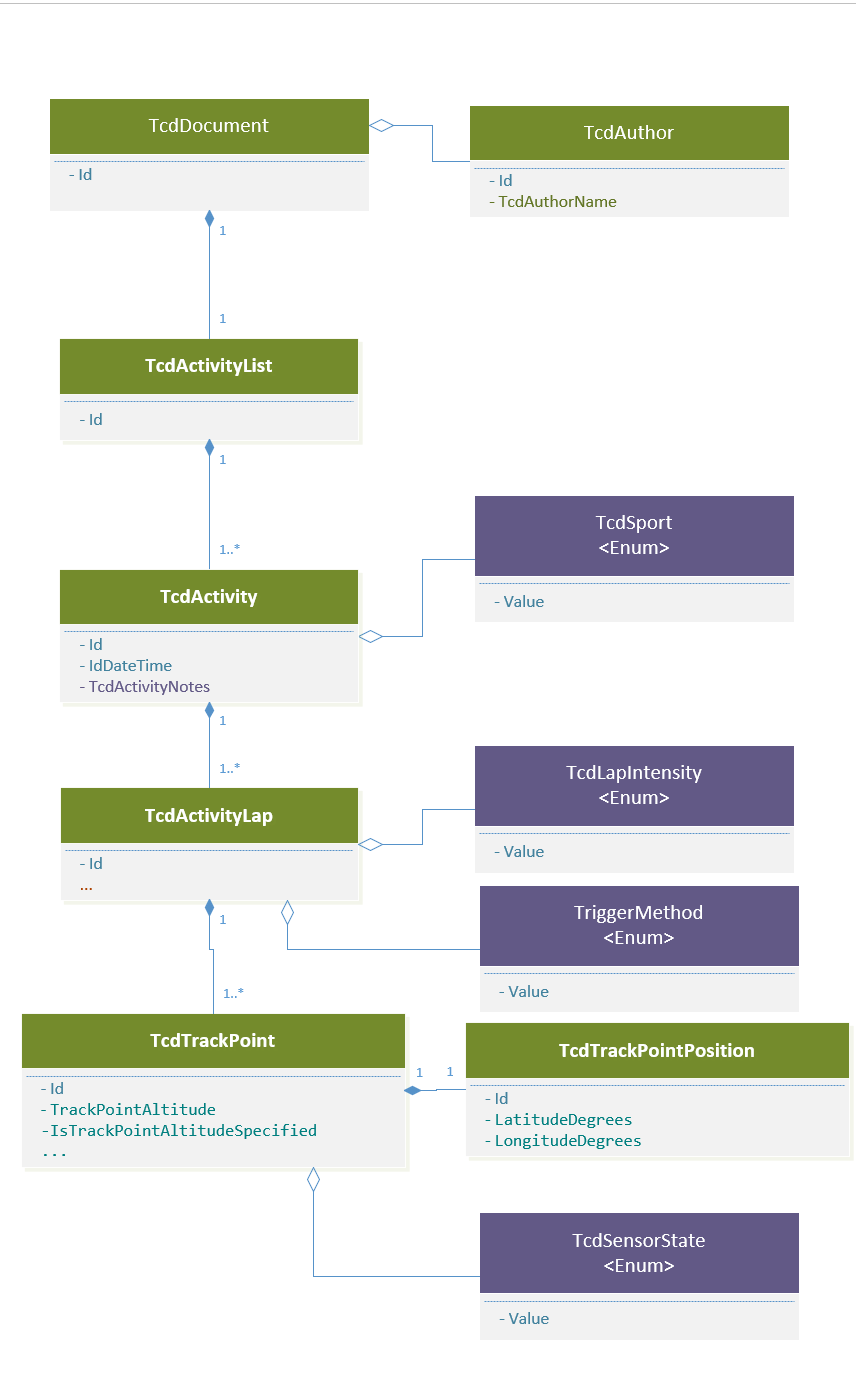 TcdDocument
- Id
TcdAuthor
- Id
- TcdAuthorName
1
1
TcdActivityList
- Id
1
1..*
TcdSport
<Enum>
- Value
TcdActivity
- Id
- IdDateTime
- TcdActivityNotes
1
1..*
TcdLapIntensity
<Enum>
- Value
TcdActivityLap
- Id
...
1
1..*
TriggerMethod
<Enum>
- Value
TcdTrackPoint
- Id
- TrackPointAltitude
-IsTrackPointAltitudeSpecified
...
1
1
TcdTrackPointPosition
- Id
- LatitudeDegrees
- LongitudeDegrees
TcdSensorState
<Enum>
- Value